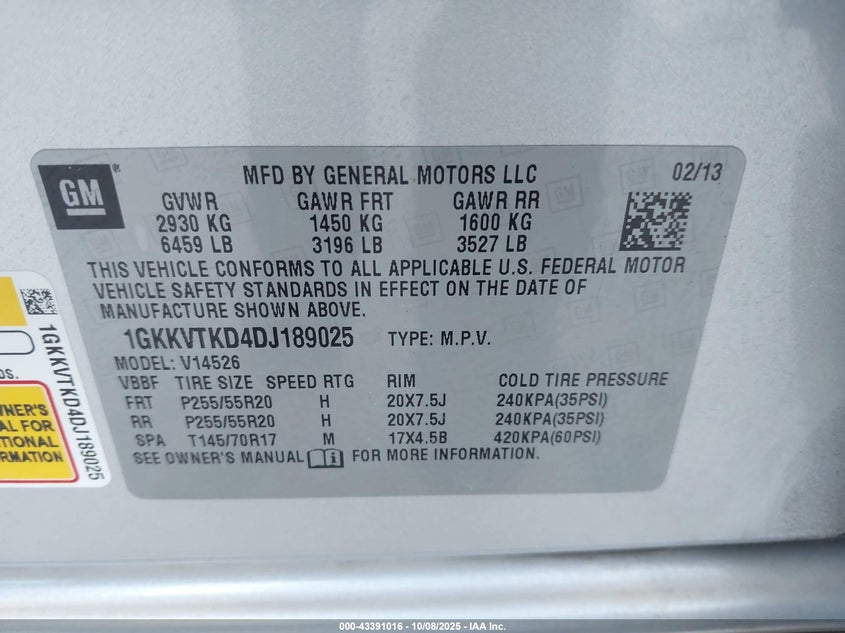 GM
®
MFD BY GENERAL MOTORS LLC
02/13
GVWR GAWR FRT GAWR RR
2930 KG 1450 KG 1600 KG
6459 LB 3196 LB 3527 LB
THIS VEHICLE CONFORMS TO ALL APPLICABLE U.S. FEDERAL MOTOR
VEHICLE SAFETY STANDARDS IN EFFECT ON THE DATE OF
MANUFACTURE SHOWN ABOVE.
1GKKVTKD4DJ189025 TYPE: M.P.V.
MODEL: V14526
VBBF TIRE SIZE SPEED RTG RIM COLD TIRE PRESSURE
FRT P255/55R20 H 20X7.5J 240KPA(35PSI)
RR P255/55R20 H 20X7.5J 240KPA(35PSI)
SPA T145/70R17 M 17X4.5B 420KPA(60PSI)
SEE OWNER'S MANUAL FOR MORE INFORMATION.
1GKKVTKD4DJ189025
000-43391016 - 10/08/2025 - IAA Inc.